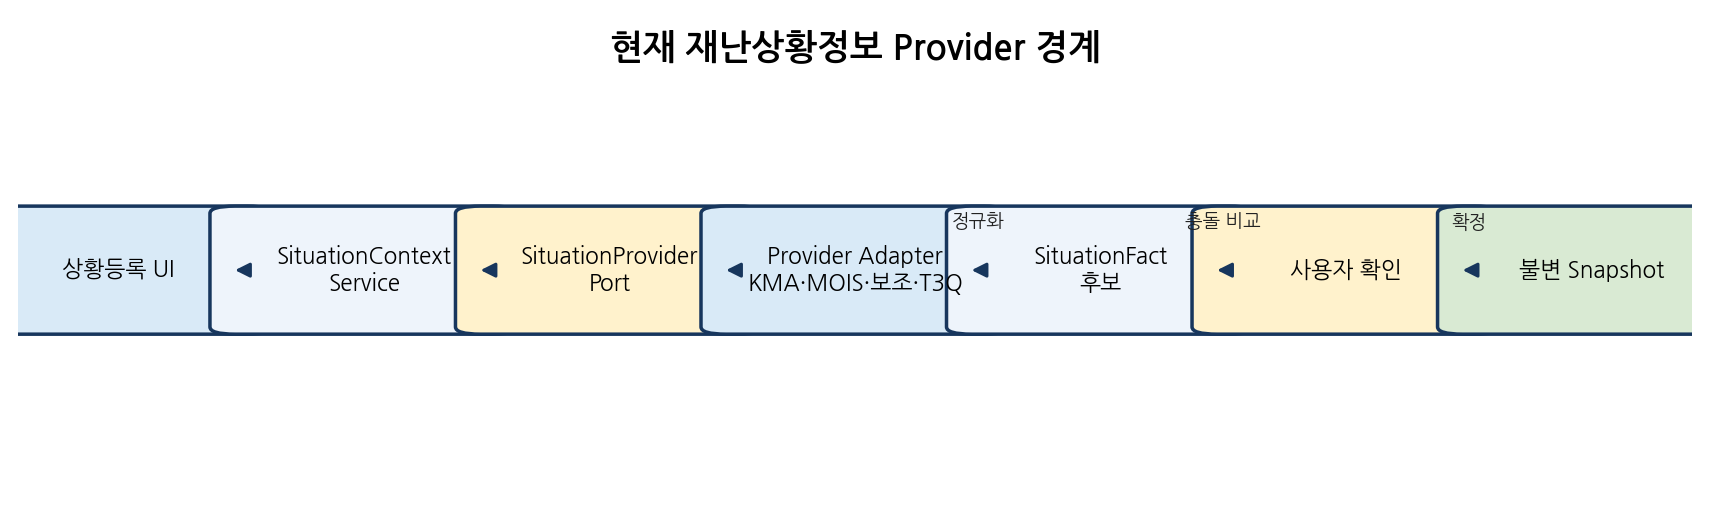 현재 재난상황정보 Provider 경계
상황등록 UI
SituationContext
Service
SituationProvider
Port
Provider Adapter
KMA·MOIS·보조·T3Q
정규화
SituationFact
후보
충돌 비교
사용자 확인
확정
불변 Snapshot